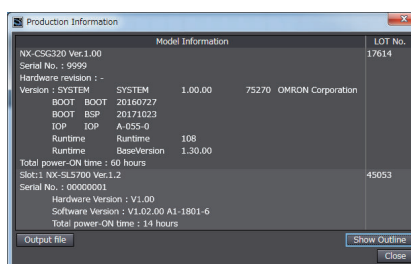 Production Information
Model Information LOT No.
NX-CSG320 Ver.1.00 17614
Serial No. : 9999
Hardware revision : -
Version : SYSTEM SYSTEM 1.00.00 75270 OMRON Corporation
BOOT BOOT 20160727
BOOT BSP 20171023
IOP IOP A-055-0
Runtime Runtime 108
Runtime BaseVersion 1.30.00
Total power-ON time : 60 hours
Slot:1 NX-SL5700 Ver.1.2 45053
Serial No. : 00000001
Hardware Version : V1.00
Software Version : V1.02.00 A1-1801-6
Total power-ON time : 14 hours
Output file Show Outline
Close